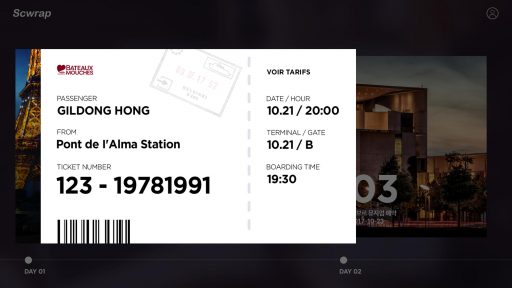 Scwrap
BATEAUX
MOUCHES
VOIR TARIFS
PASSENGER
GILDONG HONG
DATE / HOUR
10.21 / 20:00
FROM
Pont de l'Alma Station
TERMINAL / GATE
10.21 / B
TICKET NUMBER
123 - 19781991
BOARDING TIME
19:30
03
DAY 01
DAY 02